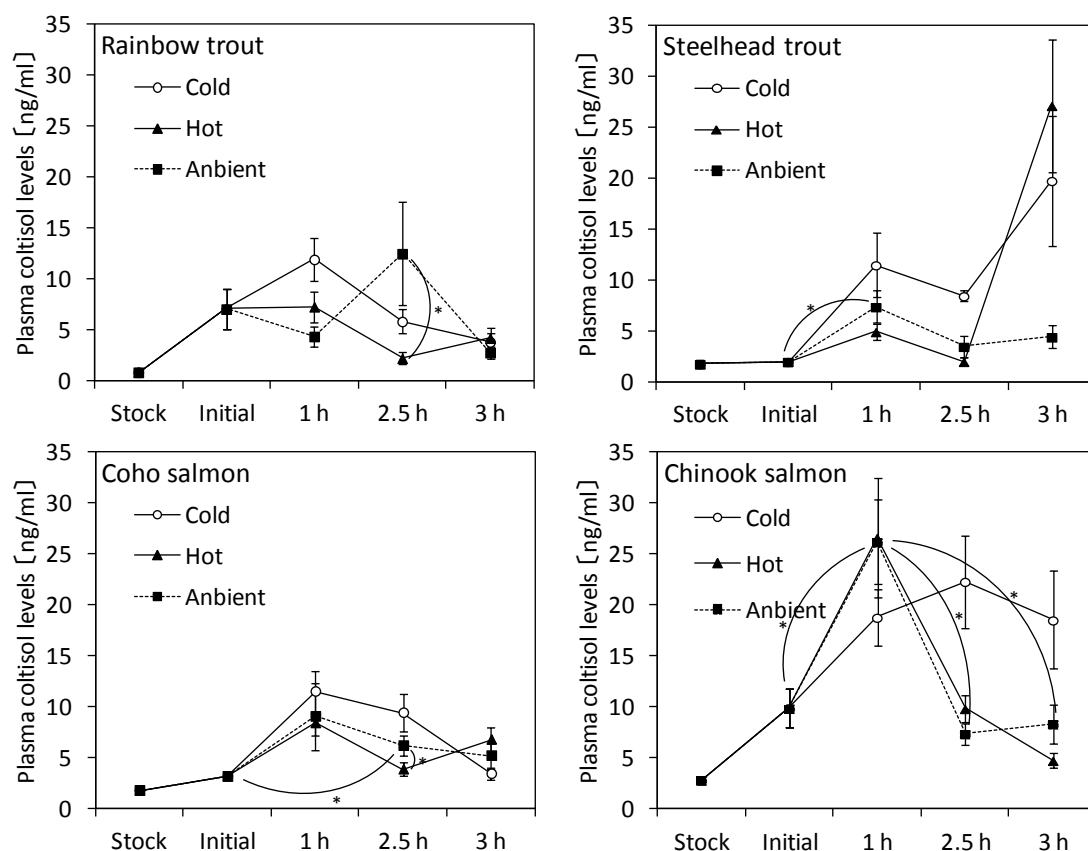 Plasma coltisol levels〔ng/ml〕
35
30
25
20
15
10
5
0
Rainbow trout
Cold
Hot
Anbient
*
Stock Initial 1 h 2.5 h 3 h
Plasma coltisol levels〔ng/ml〕
35
30
25
20
15
10
5
0
Steelhead trout
Cold
Hot
Anbient
*
Stock Initial 1 h 2.5 h 3 h
Plasma coltisol levels〔ng/ml〕
35
30
25
20
15
10
5
0
Coho salmon
Cold
Hot
Anbient
*
*
Stock Initial 1 h 2.5 h 3 h
Plasma coltisol levels〔ng/ml〕
35
30
25
20
15
10
5
0
Chinook salmon
Cold
Hot
Anbient
*
*
*
Stock Initial 1 h 2.5 h 3 h